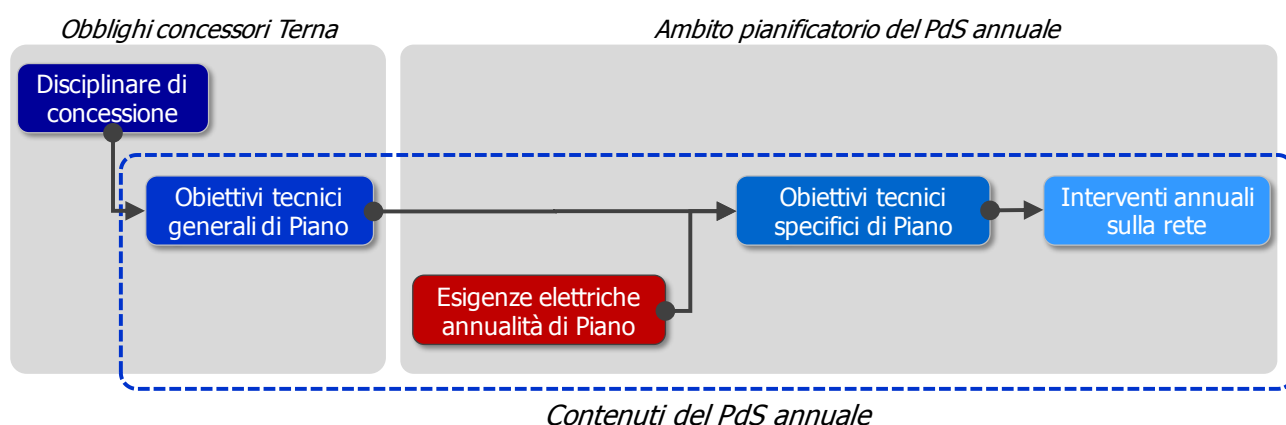 Obblighi concessori Terna
Ambito pianificatorio del PdS annuale
Disciplinare di
concessione
Obiettivi tecnici
generali di Piano
Obiettivi tecnici
specifici di Piano
Interventi annuali
sulla rete
Esigenze elettriche
annualità di Piano
Contenuti del PdS annuale